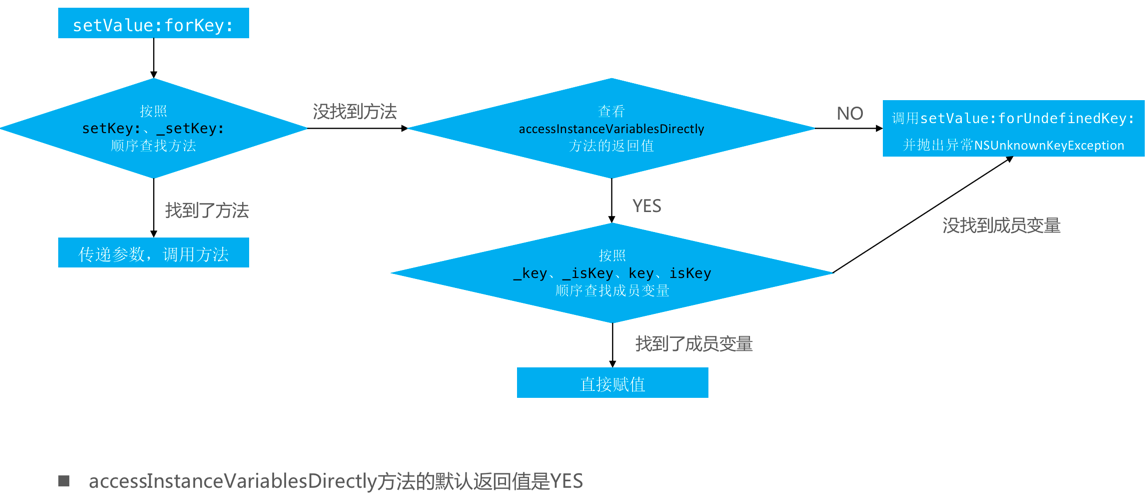 setValue:forKey:
按照
setKey:、_setKey:
顺序查找方法
没找到方法
查看
accessInstanceVariablesDirectly
方法的返回值
NO
调用setValue:forUndefinedKey:
并抛出异常NSUnknownKeyException
找到了方法
YES
没找到成员变量
传递参数，调用方法
按照
_key、_isKey、key、isKey
顺序查找成员变量
找到了成员变量
直接赋值
■ accessInstanceVariablesDirectly方法的默认返回值是YES